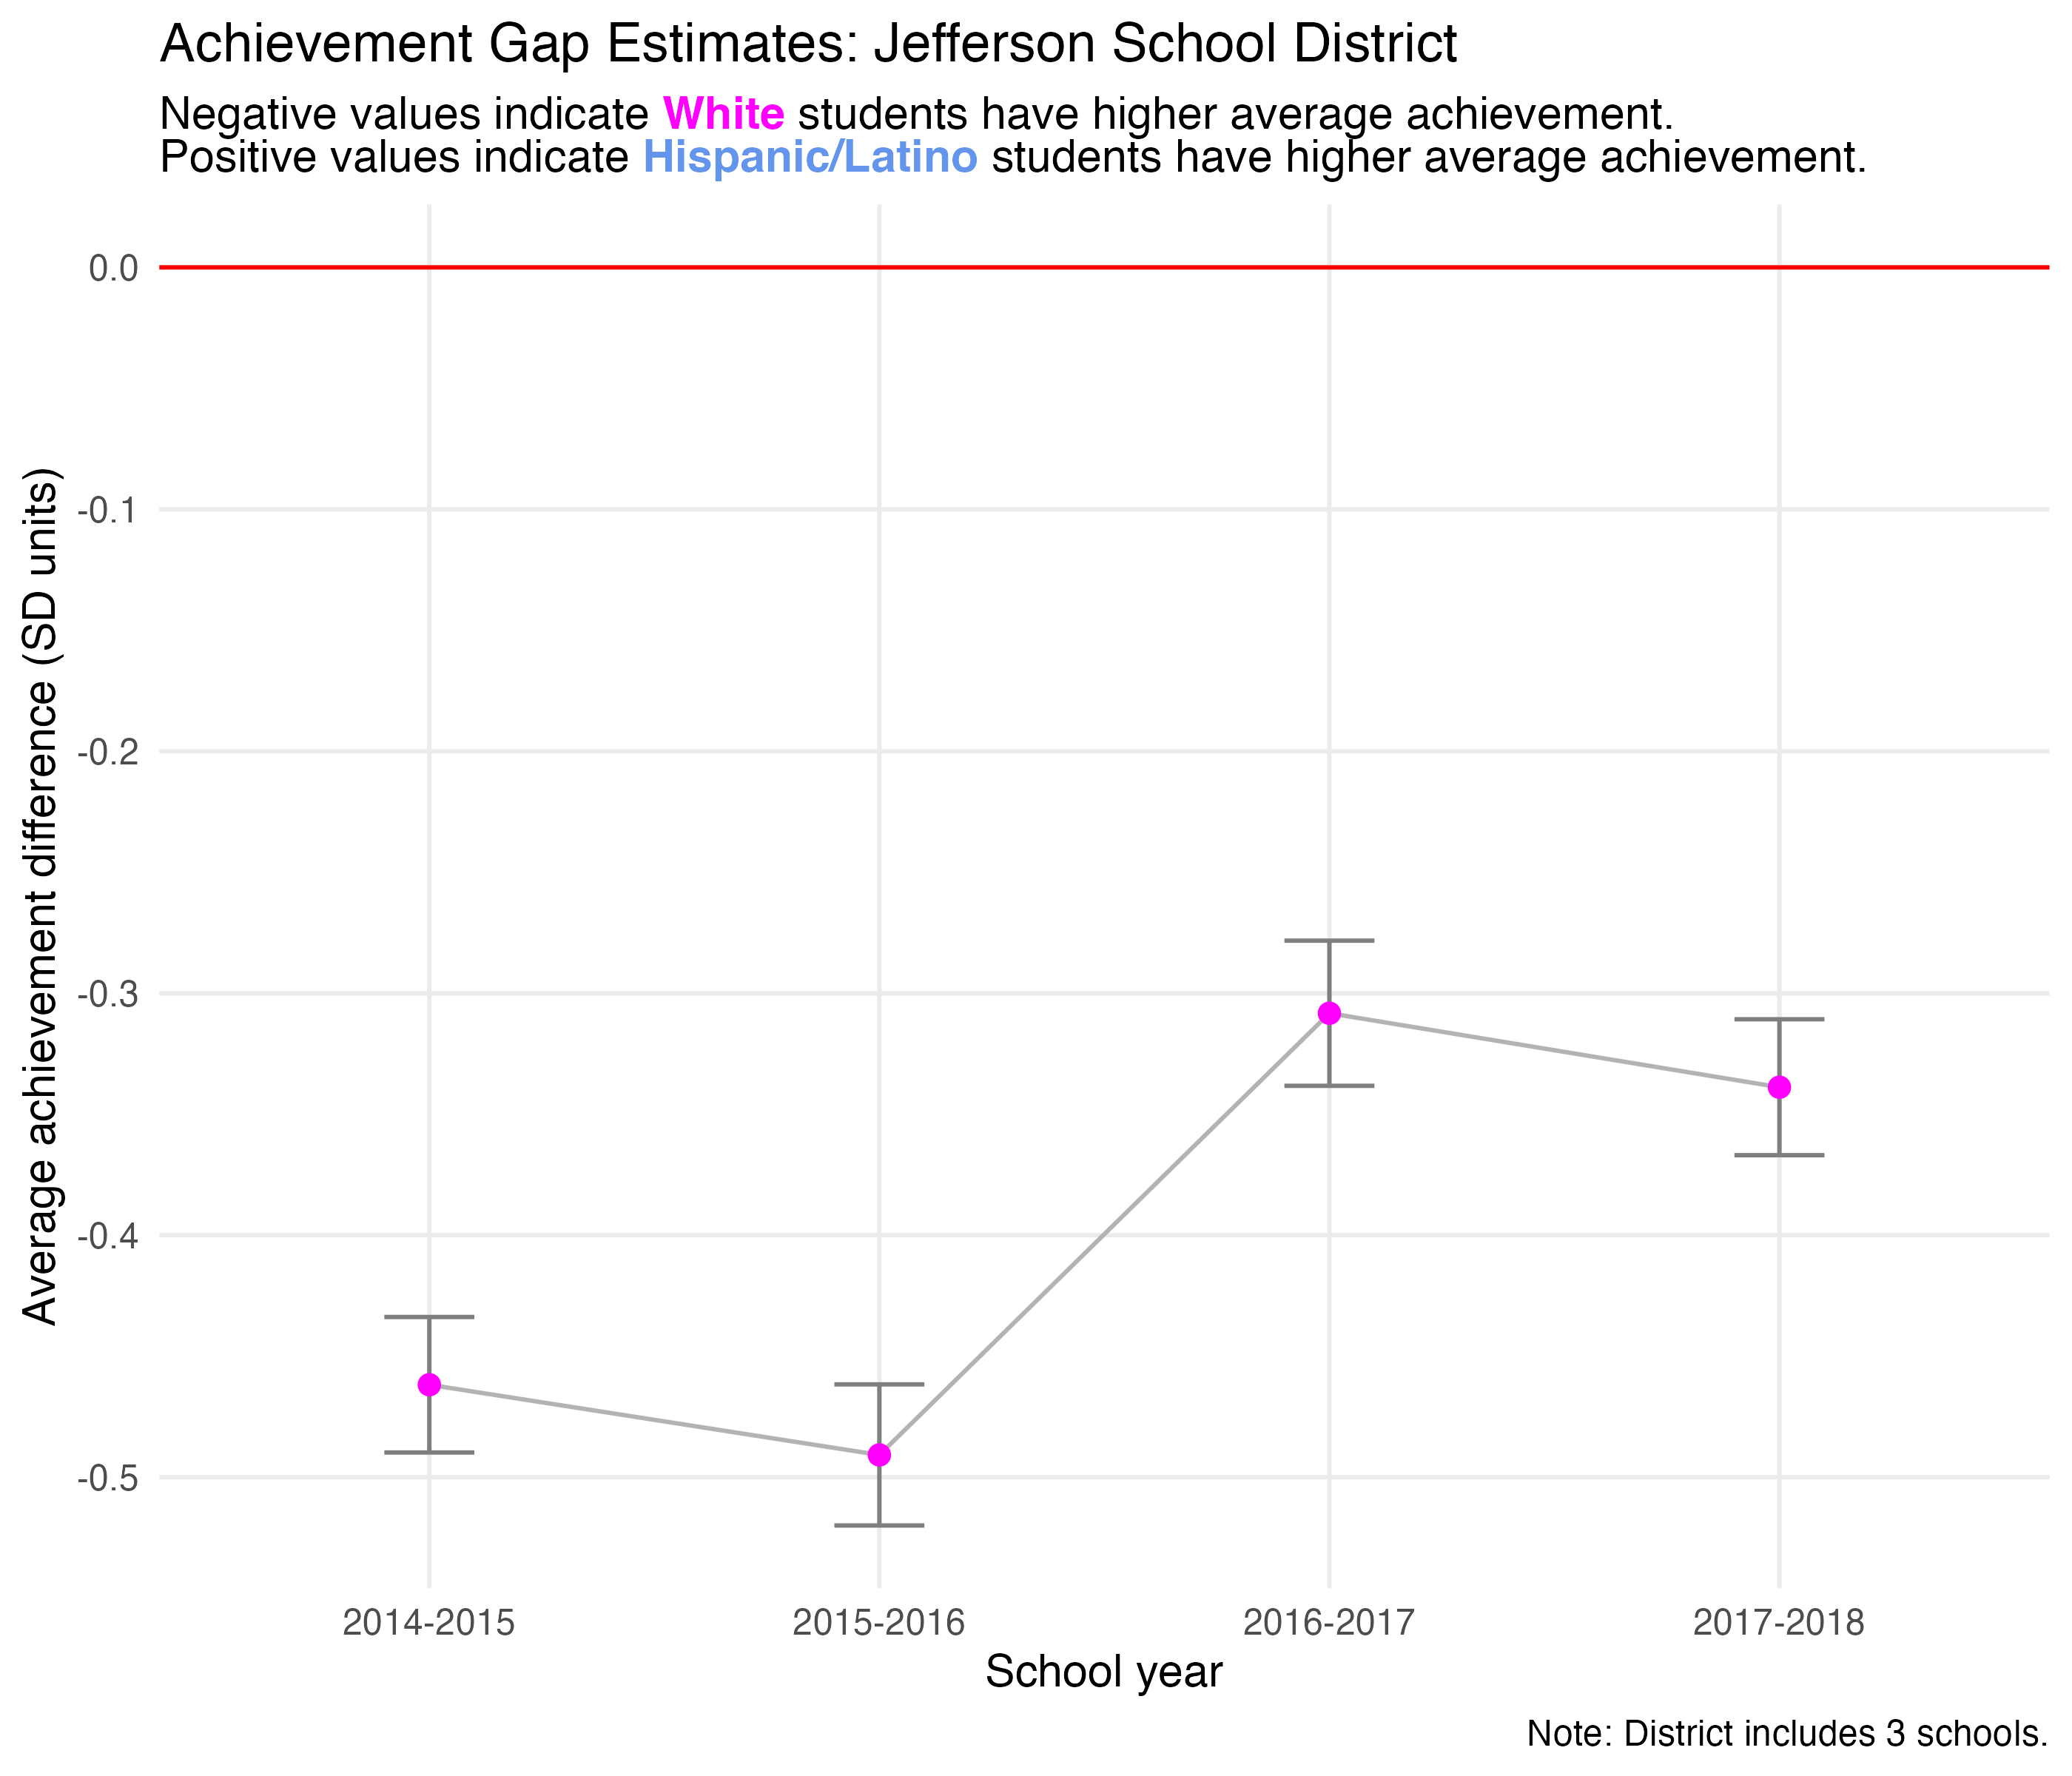 Achievement Gap Estimates: Jefferson School District
Negative values indicate White students have higher average achievement.
Positive values indicate Hispanic/Latino students have higher average achievement.
Average achievement difference (SD units)
0.0
-0.1
-0.2
-0.3
-0.4
-0.5
2014-2015 2015-2016 2016-2017 2017-2018
School year
Note: District includes 3 schools.